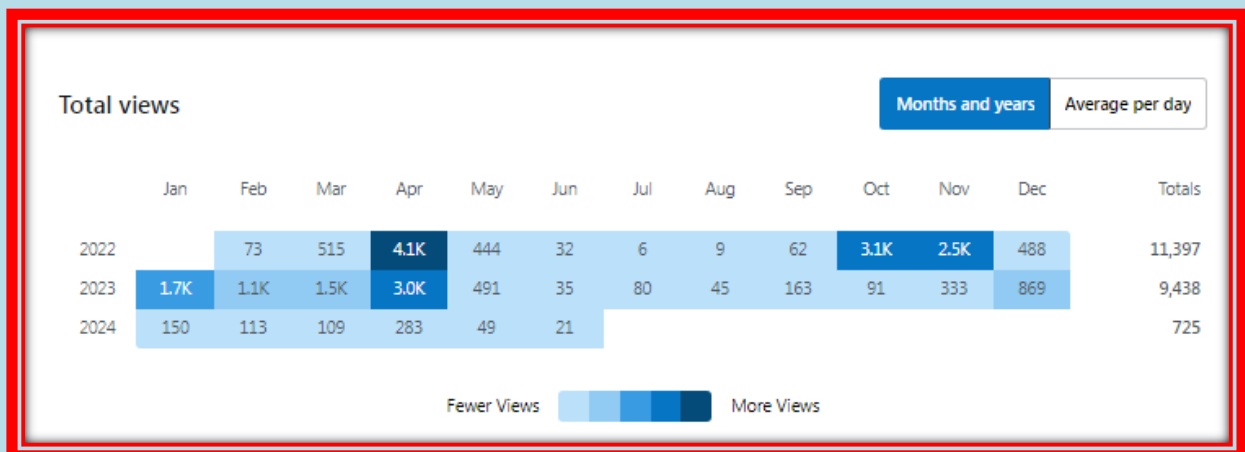 Total views
Months and years Average per day
Jan Feb Mar Apr May Jun Jul Aug Sep Oct Nov Dec Totals
2022 73 515 4.1K 444 32 6 9 62 3.1K 2.5K 488 11,397
2023 1.7K 1.1K 1.5K 3.0K 491 35 80 45 163 91 333 869 9,438
2024 150 113 109 283 49 21 725
Fewer Views More Views